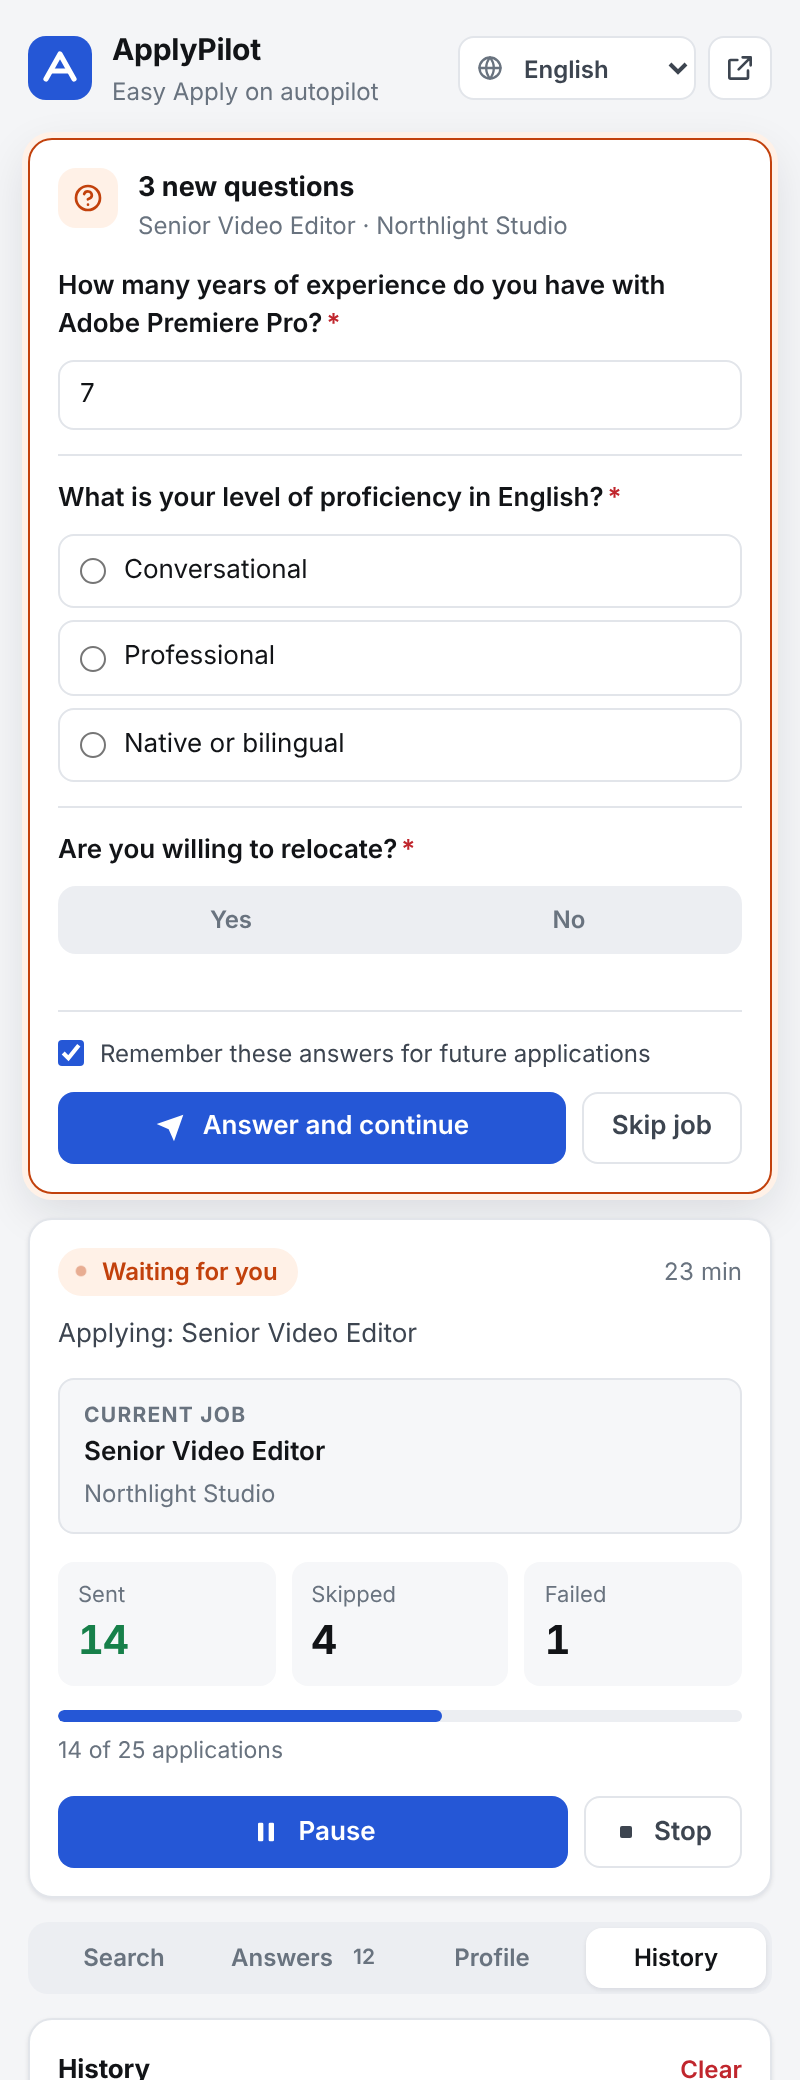 ApplyPilot
Easy Apply on autopilot
English
3 new questions
Senior Video Editor · Northlight Studio
How many years of experience do you have with
Adobe Premiere Pro? *
7
What is your level of proficiency in English? *
Conversational
Professional
Native or bilingual
Are you willing to relocate? *
Yes No
Remember these answers for future applications
Answer and continue Skip job
Waiting for you 23 min
Applying: Senior Video Editor
CURRENT JOB
Senior Video Editor
Northlight Studio
Sent Skipped Failed
14 4 1
14 of 25 applications
Pause Stop
Search Answers 12 Profile History
History Clear